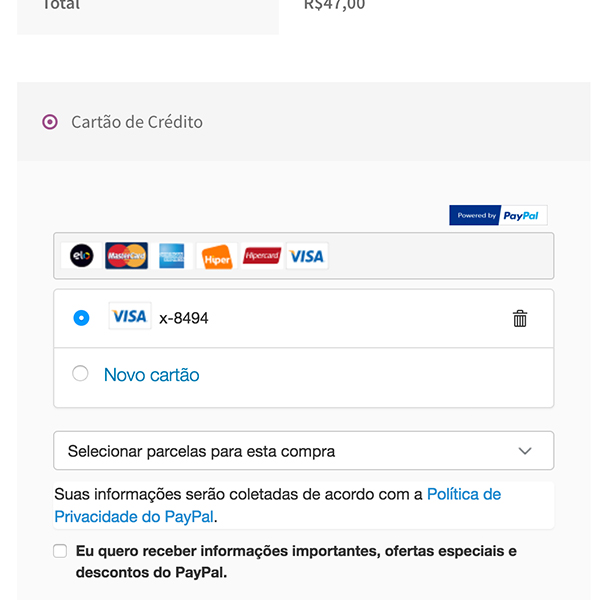 Total R$47,00
Cartão de Crédito
Powered by PayPal
elo MasterCard AMERICAN EXPRESS Hiper Hipercard VISA
VISA x-8494
Novo cartão
Selecionar parcelas para esta compra
Suas informações serão coletadas de acordo com a Política de
Privacidade do PayPal.
Eu quero receber informações importantes, ofertas especiais e
descontos do PayPal.